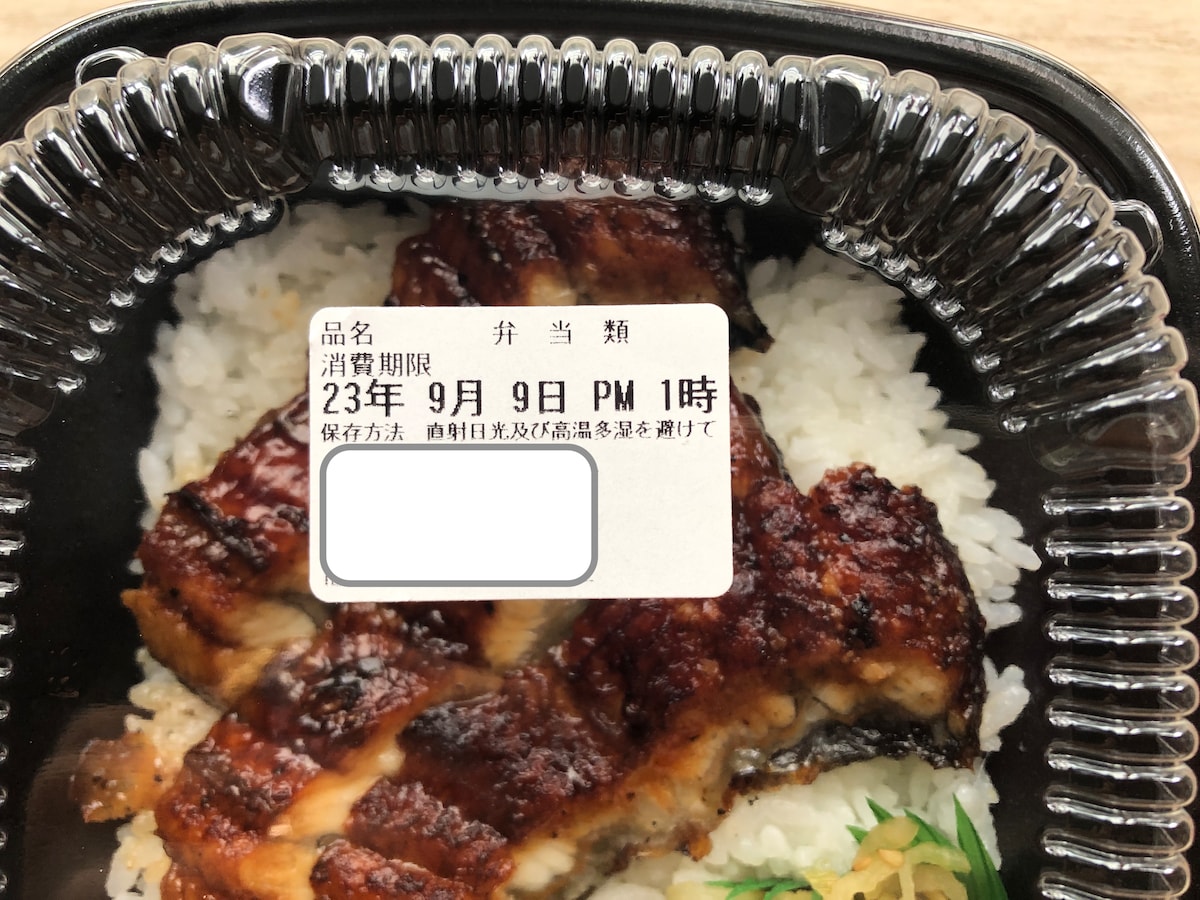 品名 弁当類
消費期限
23年 9月 9日 PM 1時
保存方法 直射日光及び高温多湿を避けて